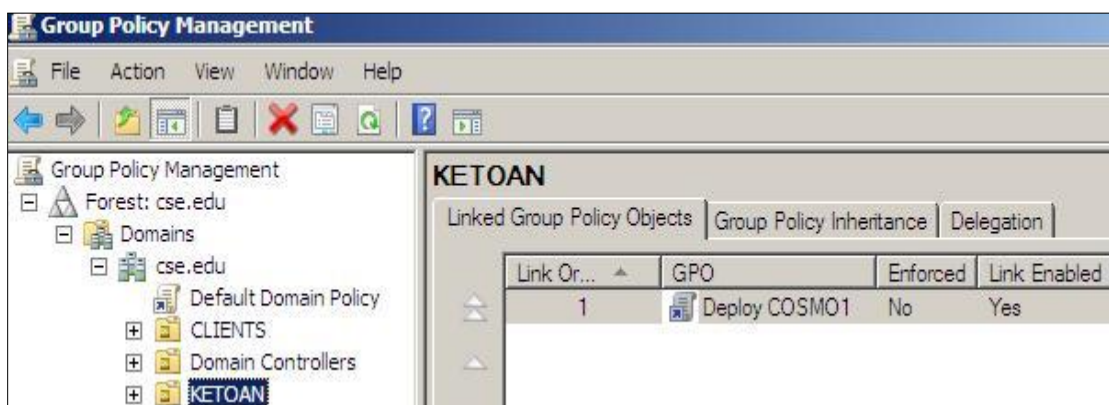 Group Policy Management
File Action View Window Help
Group Policy Management
Forest: cse.edu
Domains
cse.edu
Default Domain Policy
CLIENTS
Domain Controllers
KETOAN
KETOAN
Linked Group Policy Objects Group Policy Inheritance Delegation
Link Or... GPO Enforced Link Enabled
1 Deploy COSMO1 No Yes